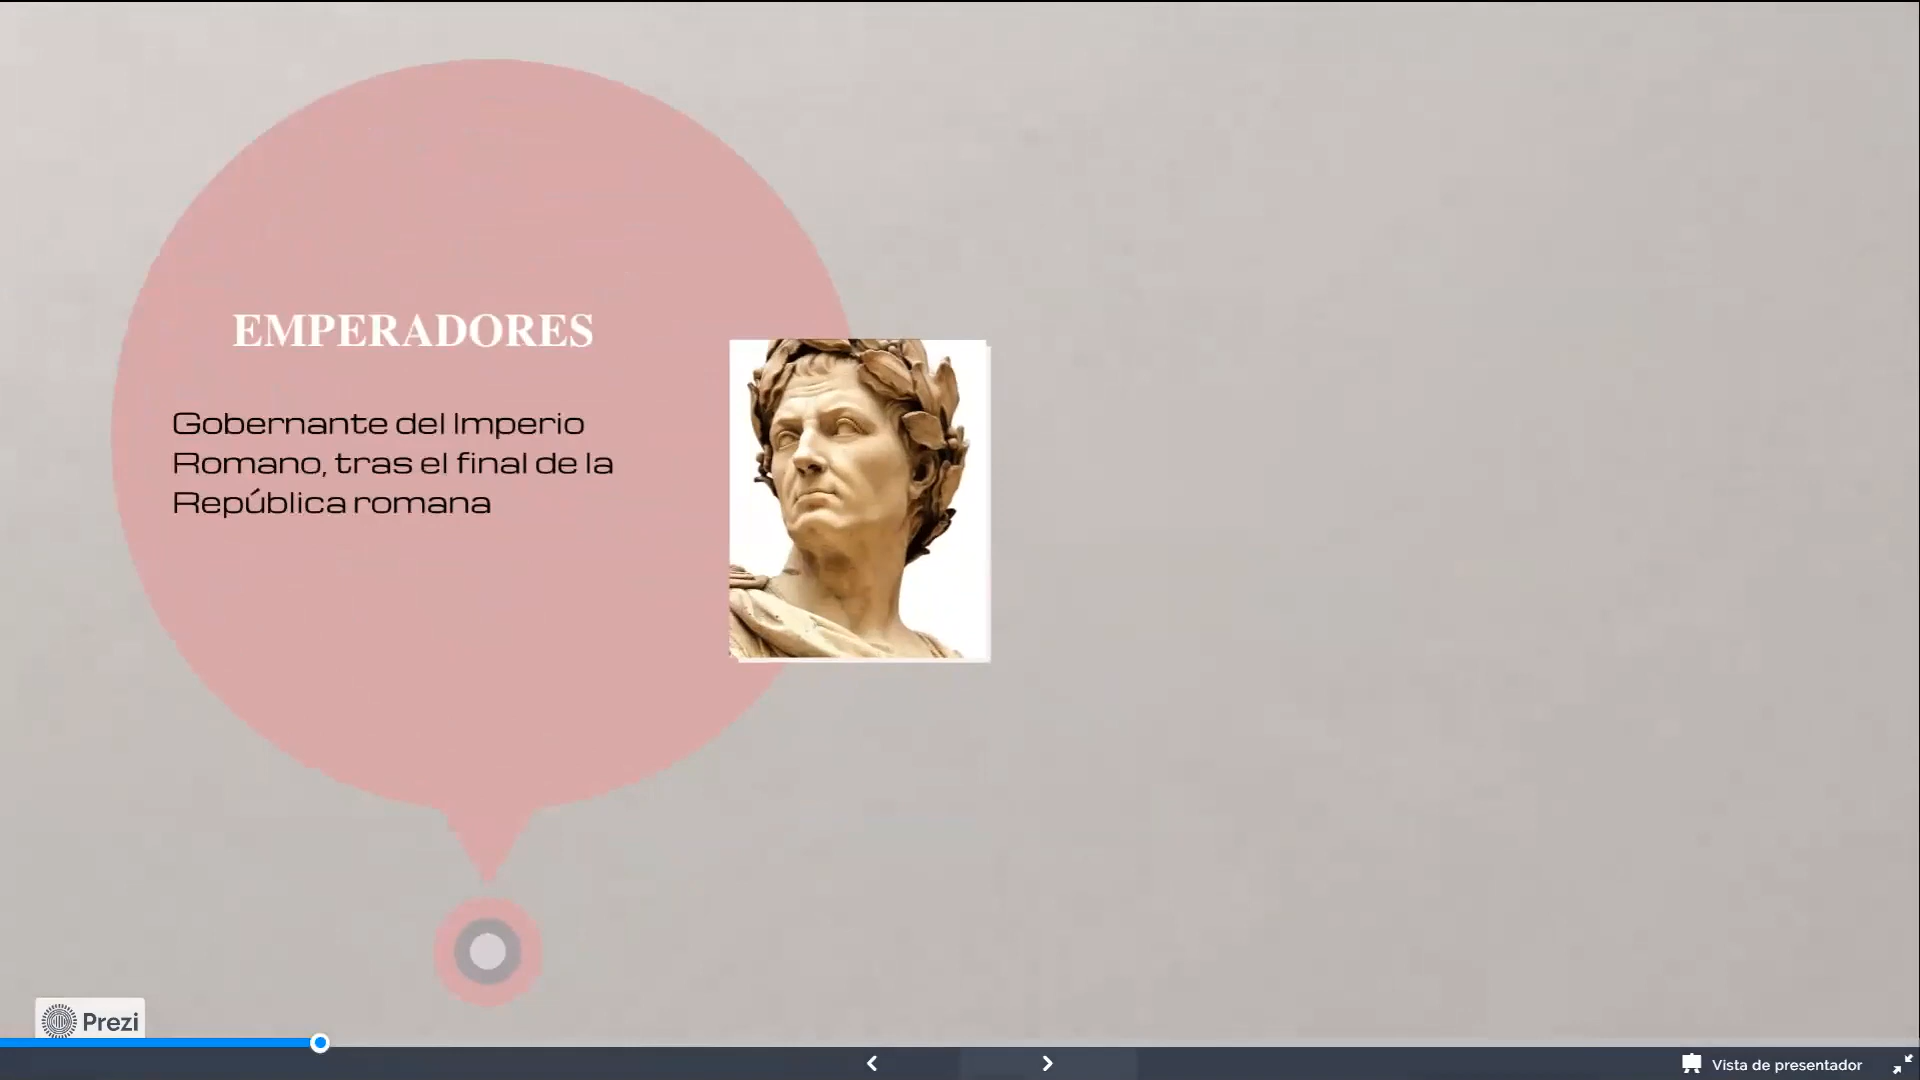 EMPERADORES
Gobernante del Imperio
Romano, tras el final de la
República romana
Prezi
Vista de presentador